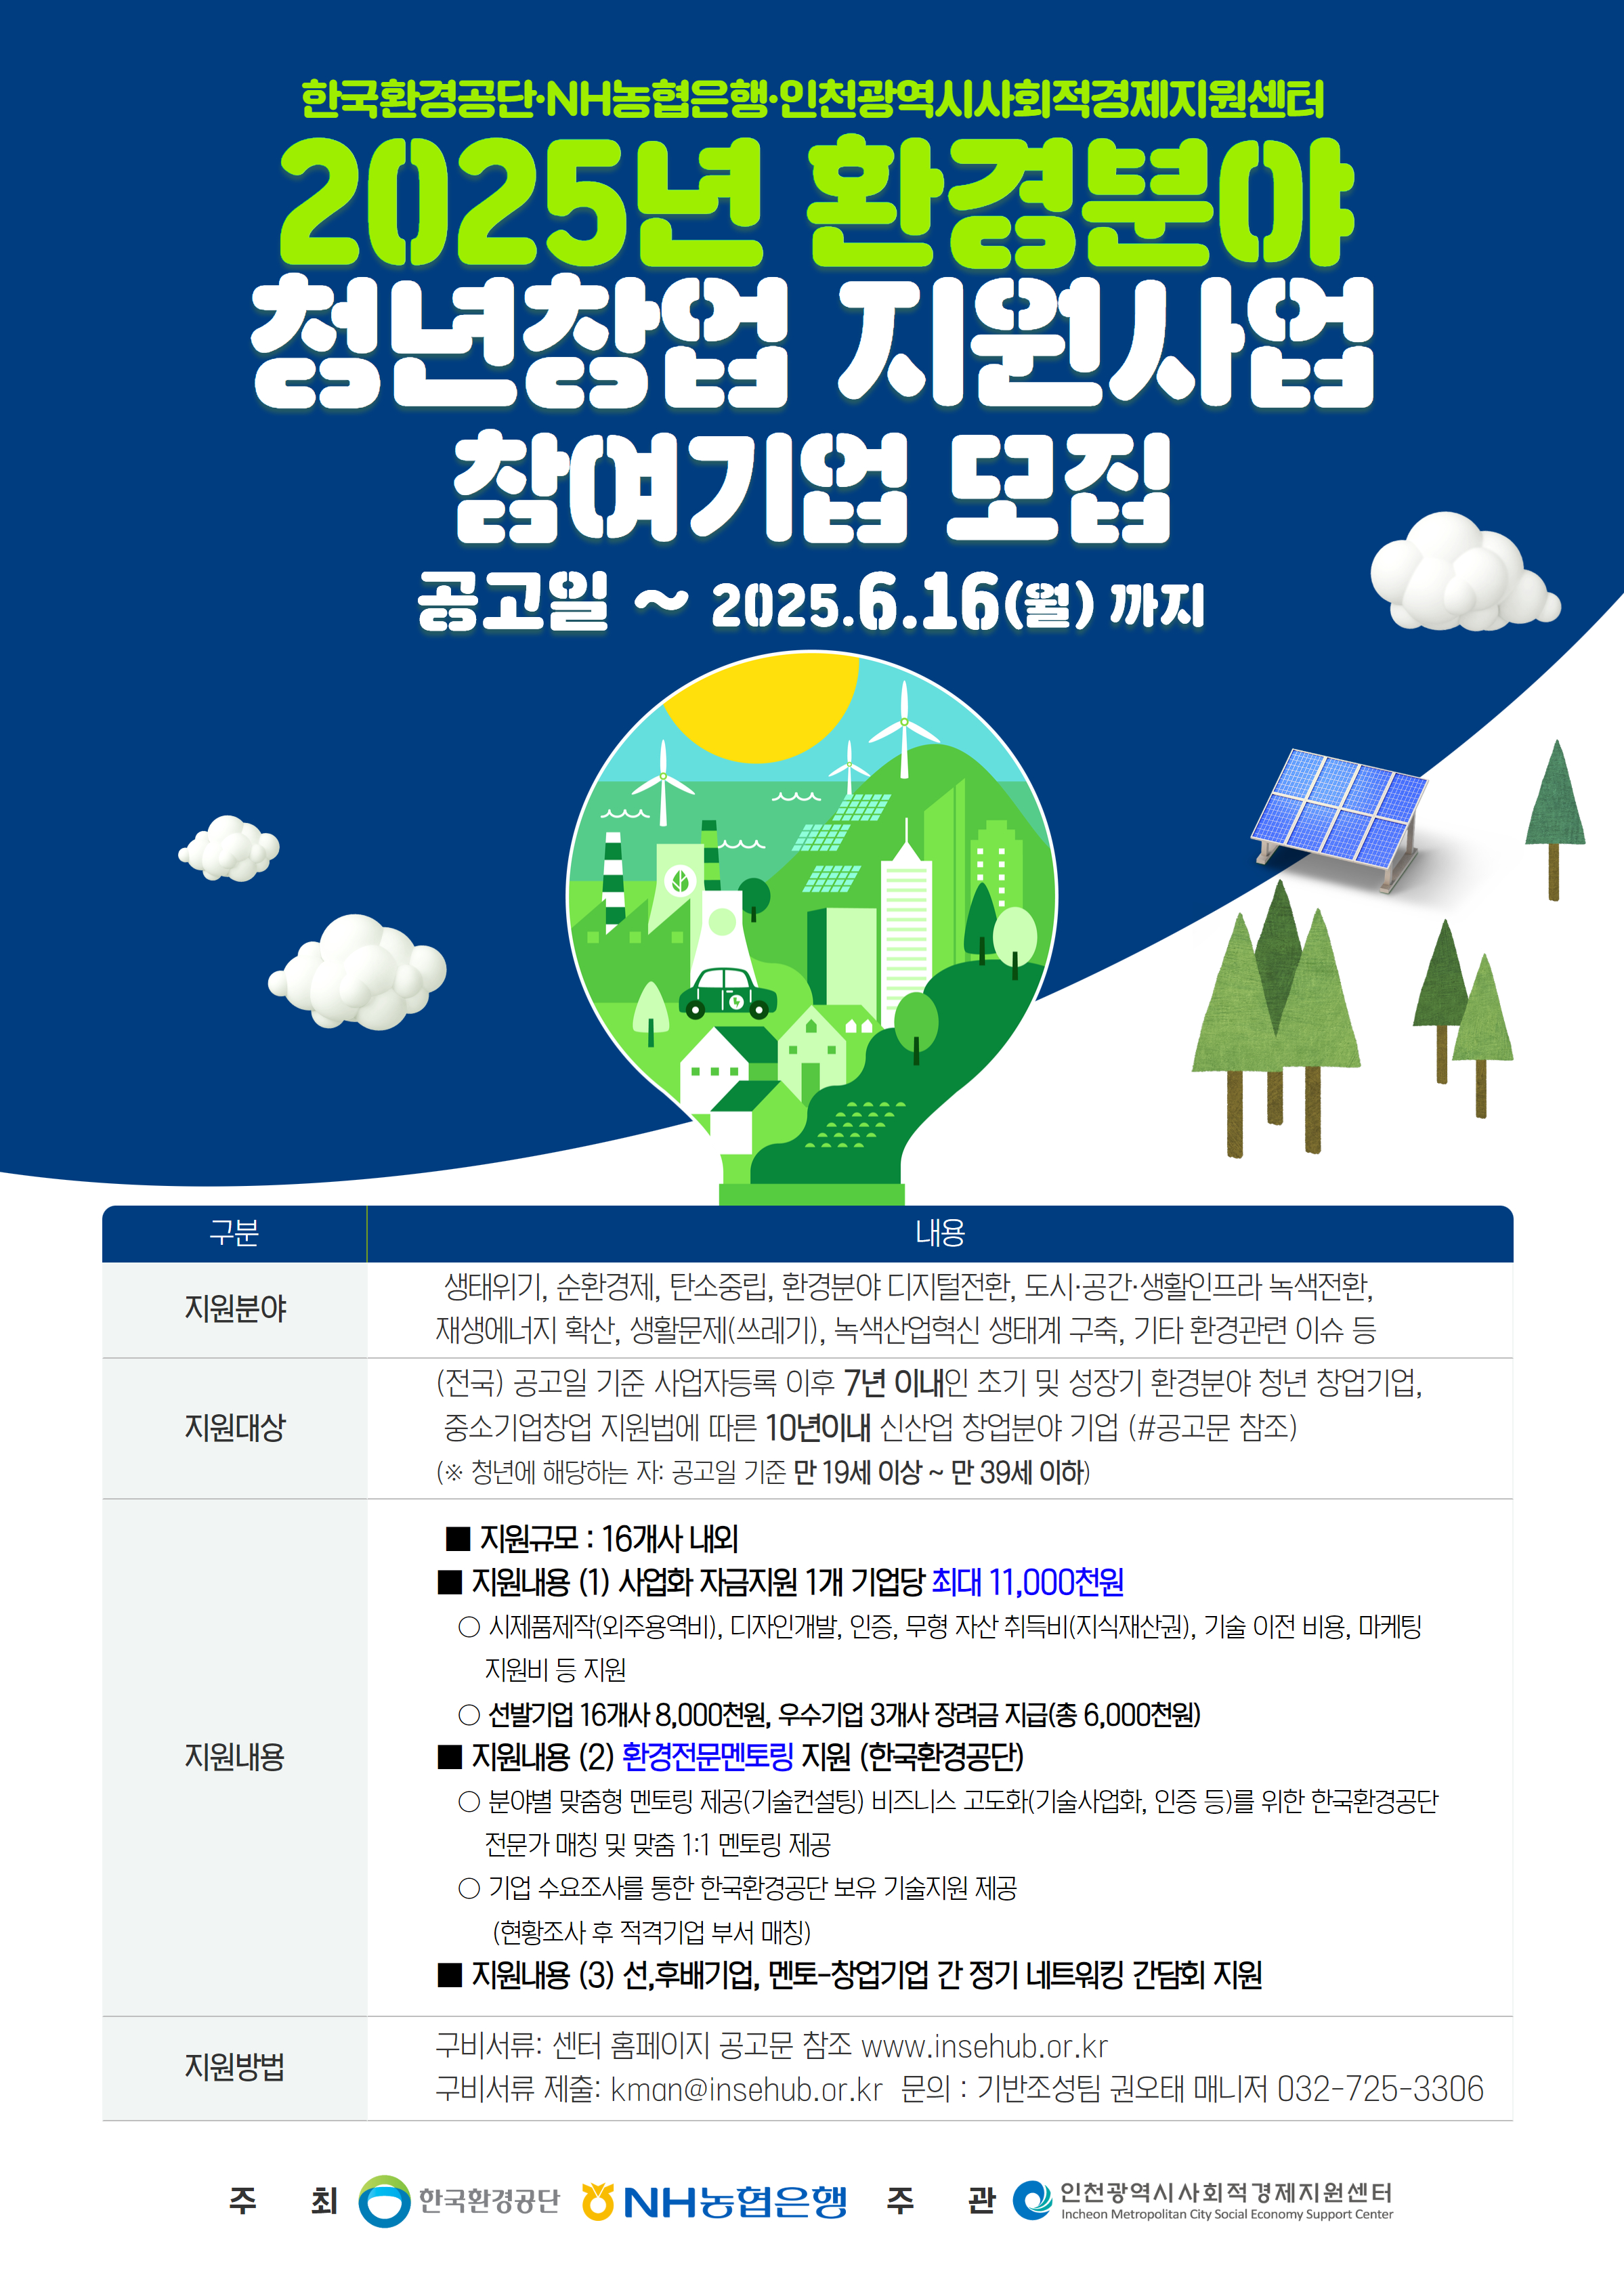 한국환경공단·NH농협은행·인천광역시사회적경제지원센터
2025년 환경분야
청년창업 지원사업
참여기업 모집
공고일 ~ 2025.6.16(월) 까지
구분 내용
지원분야
생태위기, 순환경제, 탄소중립, 환경분야 디지털전환, 도시·공간·생활인프라 녹색전환,
재생에너지 확산, 생활문제(쓰레기), 녹색산업혁신 생태계 구축, 기타 환경관련 이슈 등
지원대상
(전국) 공고일 기준 사업자등록 이후 7년 이내인 초기 및 성장기 환경분야 청년 창업기업,
중소기업창업 지원법에 따른 10년이내 신산업 창업분야 기업 (#공고문 참조)
(※ 청년에 해당하는 자: 공고일 기준 만 19세 이상 ~ 만 39세 이하)
지원내용
■ 지원규모 : 16개사 내외
■ 지원내용 (1) 사업화 자금지원 1개 기업당 최대 11,000천원
○ 시제품제작(외주용역비), 디자인개발, 인증, 무형 자산 취득비(지식재산권), 기술 이전 비용, 마케팅
지원비 등 지원
○ 선발기업 16개사 8,000천원, 우수기업 3개사 장려금 지급(총 6,000천원)
■ 지원내용 (2) 환경전문멘토링 지원 (한국환경공단)
○ 분야별 맞춤형 멘토링 제공(기술컨설팅) 비즈니스 고도화(기술사업화, 인증 등)를 위한 한국환경공단
전문가 매칭 및 맞춤 1:1 멘토링 제공
○ 기업 수요조사를 통한 한국환경공단 보유 기술지원 제공
(현황조사 후 적격기업 부서 매칭)
■ 지원내용 (3) 선,후배기업, 멘토-창업기업 간 정기 네트워킹 간담회 지원
지원방법
구비서류: 센터 홈페이지 공고문 참조 www.insehub.or.kr
구비서류 제출: kman@insehub.or.kr 문의 : 기반조성팀 권오태 매니저 032-725-3306
주 최 한국환경공단 NH농협은행 주 관 인천광역시사회적경제지원센터
Incheon Metropolitan City Social Economy Support Center